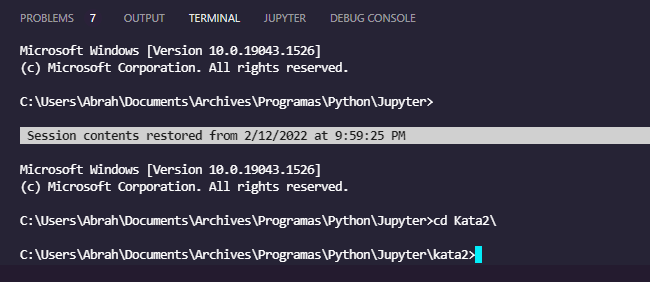 PROBLEMS 7 OUTPUT TERMINAL JUPYTER DEBUG CONSOLE
Microsoft Windows [Version 10.0.19043.1526]
(c) Microsoft Corporation. All rights reserved.
C:\Users\Abrah\Documents\Archives\Programas\Python\Jupyter>
Session contents restored from 2/12/2022 at 9:59:25 PM
Microsoft Windows [Version 10.0.19043.1526]
(c) Microsoft Corporation. All rights reserved.
C:\Users\Abrah\Documents\Archives\Programas\Python\Jupyter>cd Kata2\
C:\Users\Abrah\Documents\Archives\Programas\Python\Jupyter\kata2>